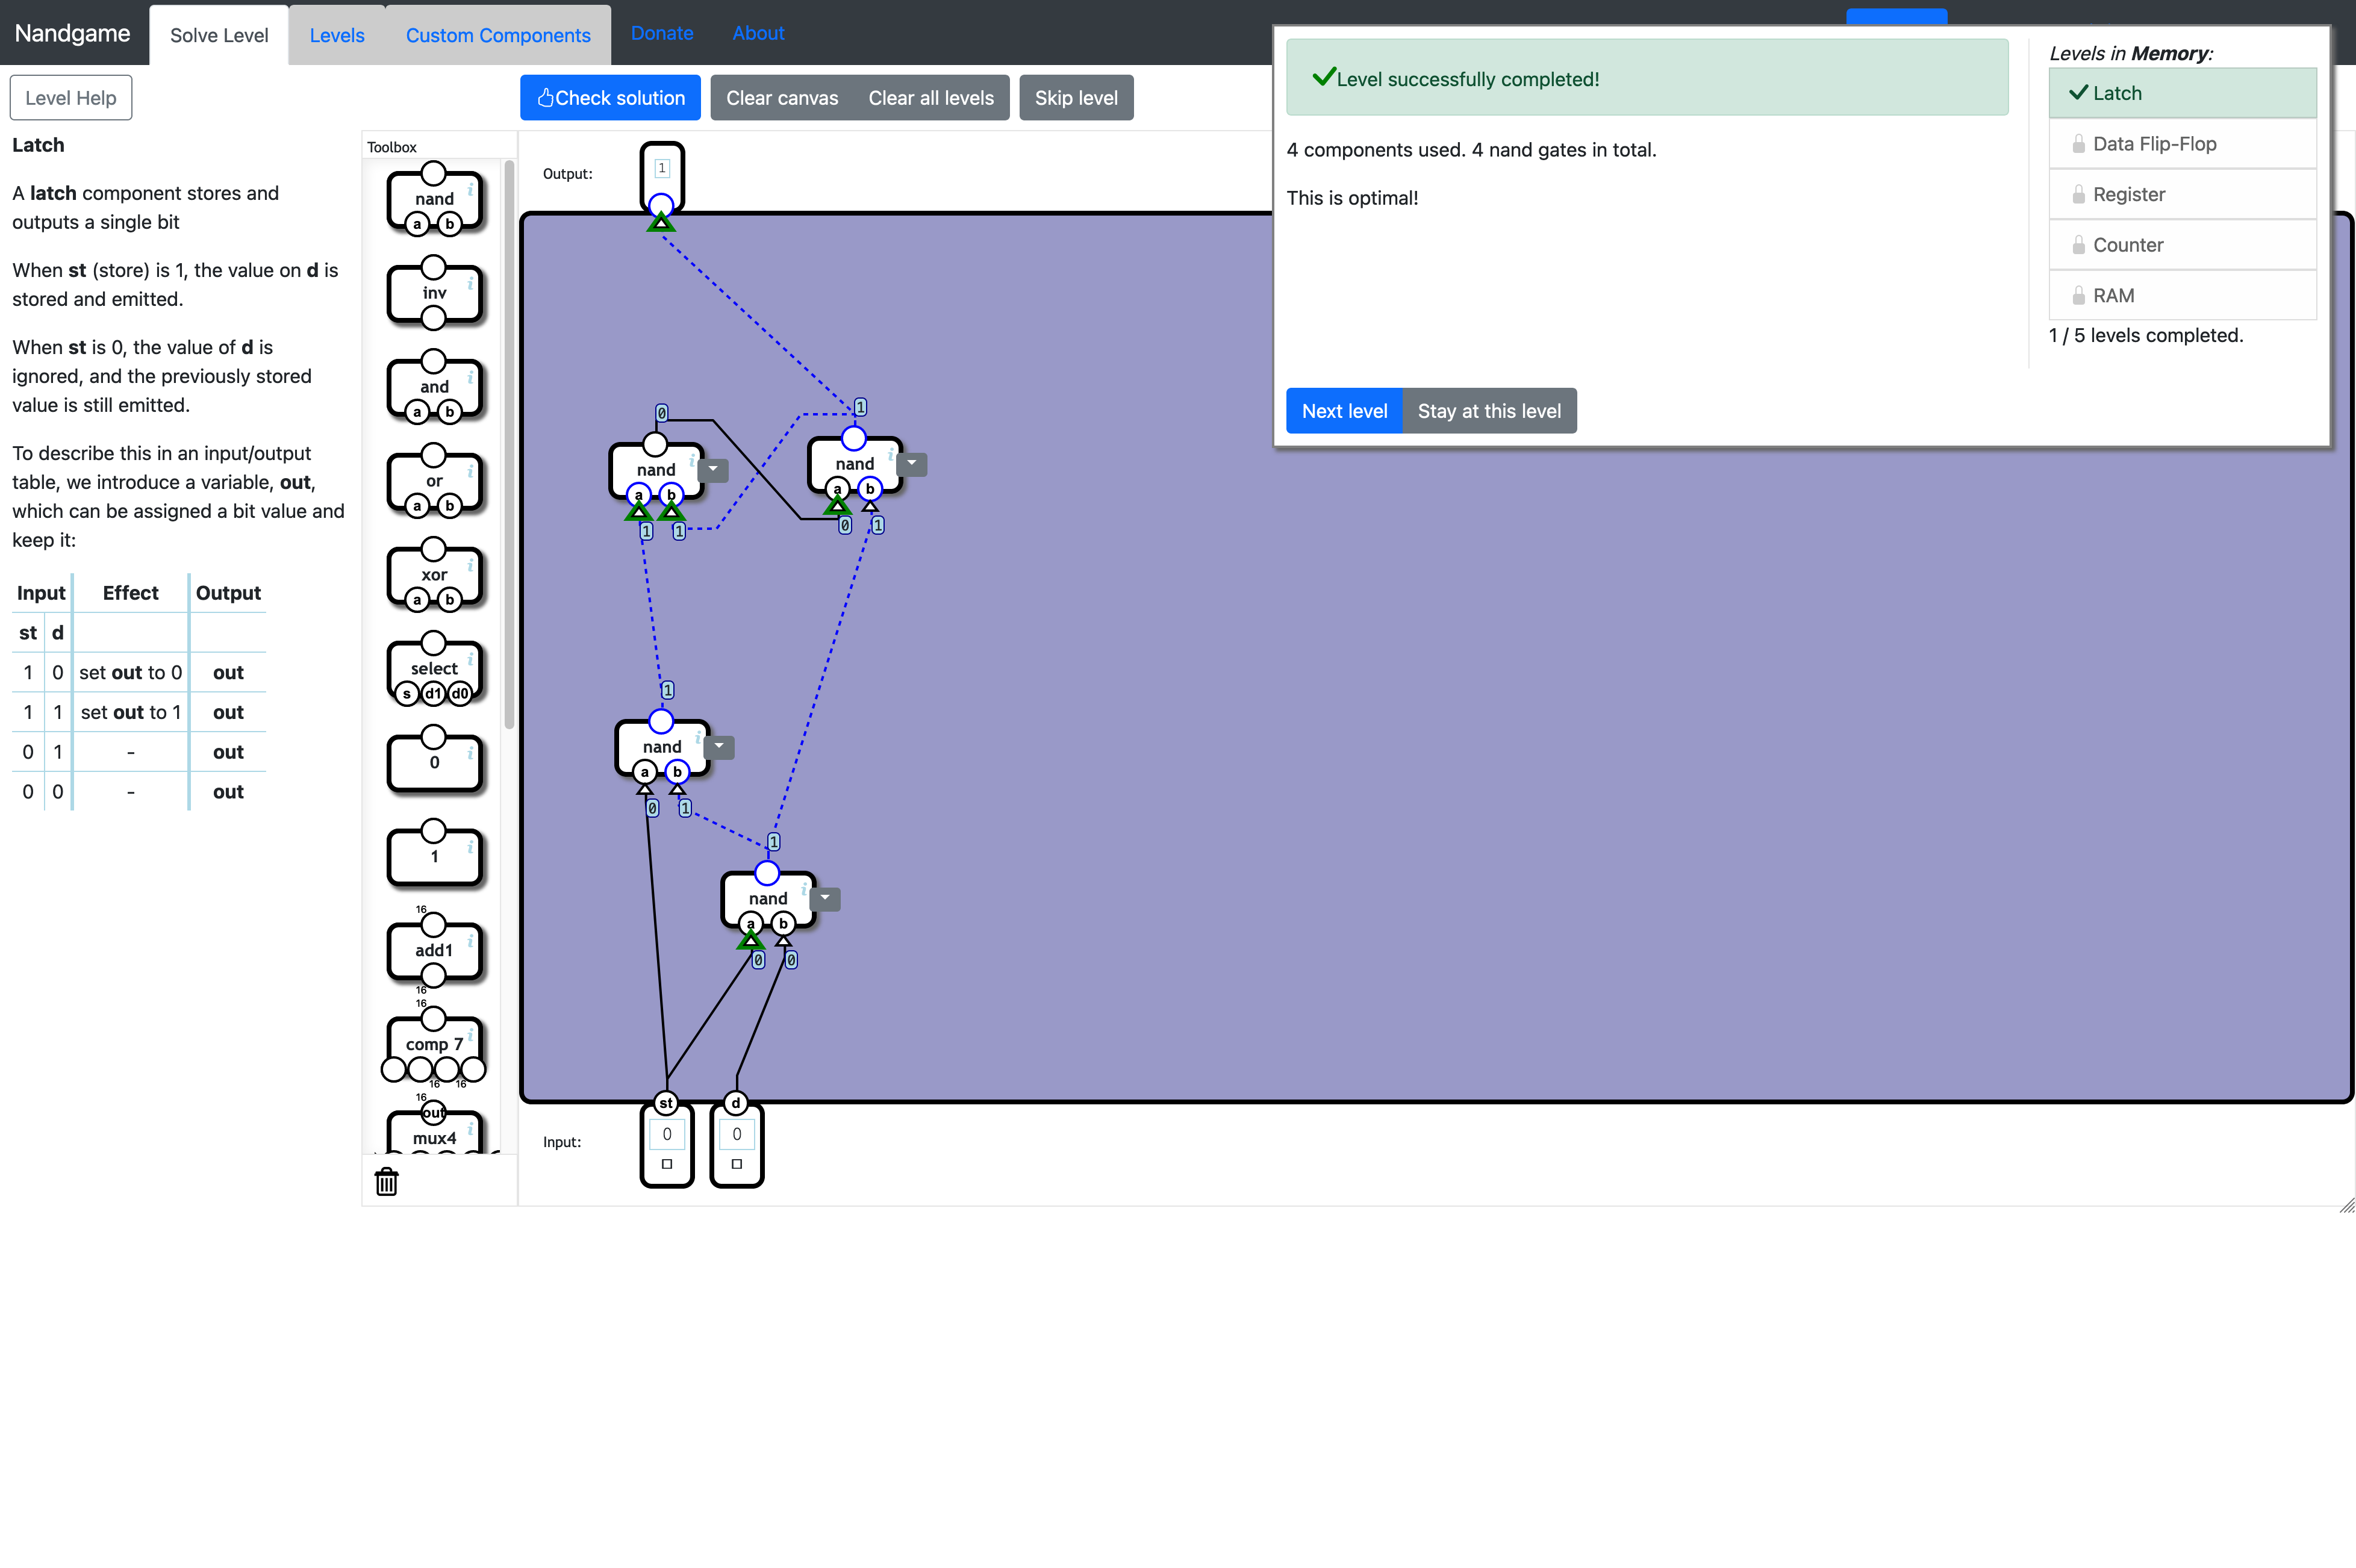 Nandgame
Solve Level
Levels
Custom Components
Donate
About
Level Help
Check solution
Clear canvas
Clear all levels
Skip level
Latch
A latch component stores and
outputs a single bit
When st (store) is 1, the value on d is
stored and emitted.
When st is 0, the value of d is
ignored, and the previously stored
value is still emitted.
To describe this in an input/output
table, we introduce a variable, out,
which can be assigned a bit value and
keep it:
Input Effect Output
st d
1 0 set out to 0 out
1 1 set out to 1 out
0 1 - out
0 0 - out
Toolbox
nand
a b
inv
and
a b
or
a b
xor
a b
select
s d1 d0
0
1
16
add1
16
16
comp 7
16 16
16
out
mux4
Output:
1
0
nand
a b
1 1
1
nand
a b
0 1
1
nand
a b
0 1
1
nand
a b
0 0
Input:
st
0
d
0
Level successfully completed!
4 components used. 4 nand gates in total.
This is optimal!
Next level
Stay at this level
Levels in Memory:
Latch
Data Flip-Flop
Register
Counter
RAM
1 / 5 levels completed.